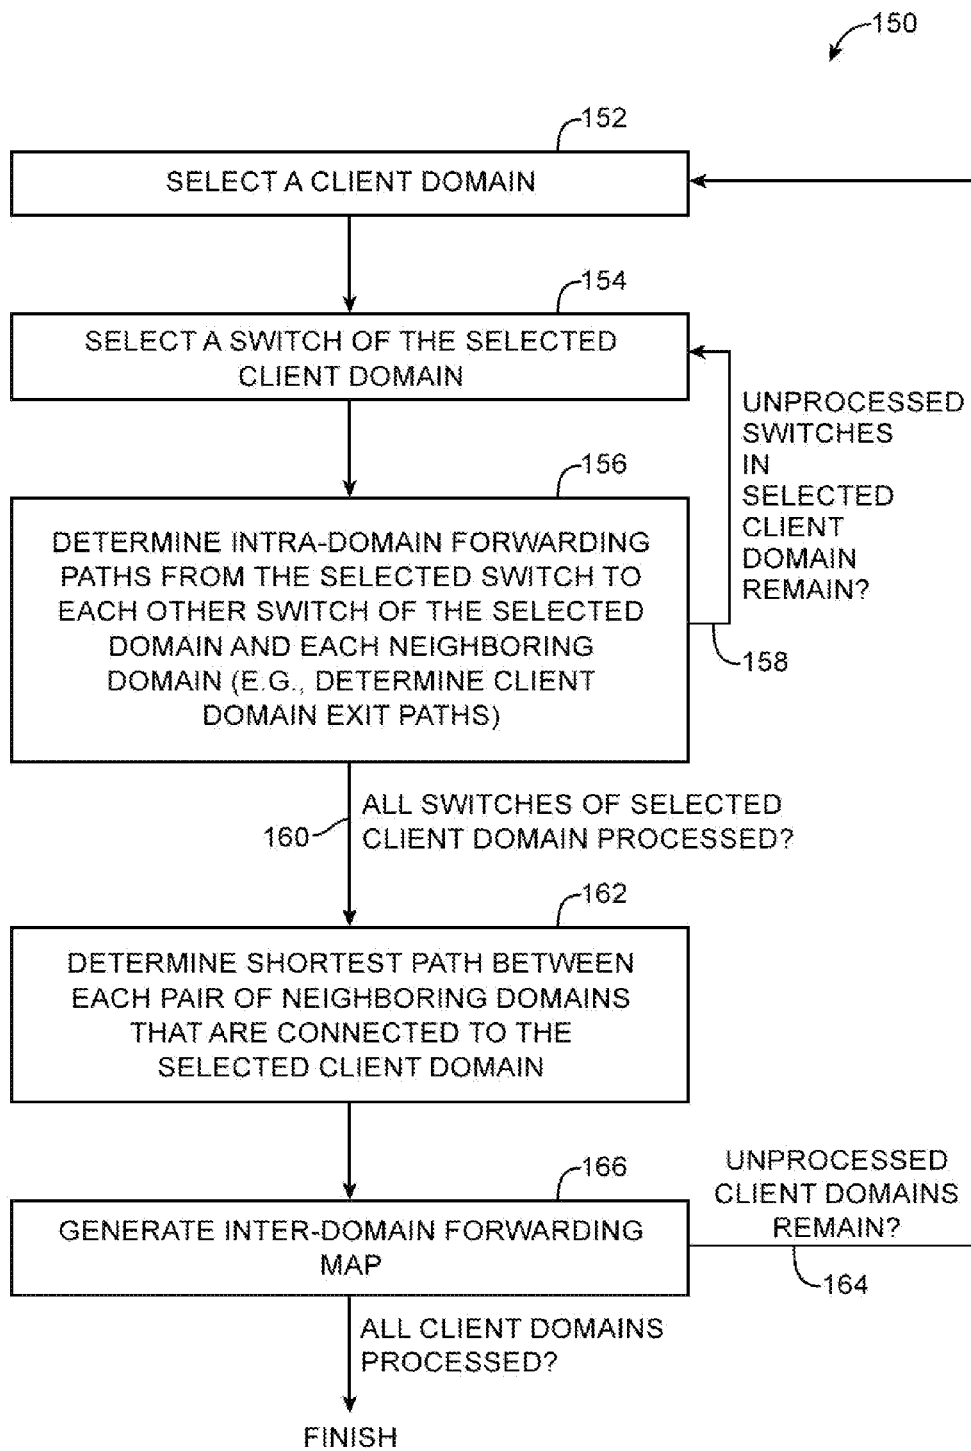 150
152
SELECT A CLIENT DOMAIN
154
SELECT A SWITCH OF THE SELECTED
CLIENT DOMAIN
UNPROCESSED
SWITCHES
IN
SELECTED
CLIENT
DOMAIN
REMAIN?
156
DETERMINE INTRA-DOMAIN FORWARDING
PATHS FROM THE SELECTED SWITCH TO
EACH OTHER SWITCH OF THE SELECTED
DOMAIN AND EACH NEIGHBORING
DOMAIN (E.G., DETERMINE CLIENT
DOMAIN EXIT PATHS)
158
160
ALL SWITCHES OF SELECTED
CLIENT DOMAIN PROCESSED?
162
DETERMINE SHORTEST PATH BETWEEN
EACH PAIR OF NEIGHBORING DOMAINS
THAT ARE CONNECTED TO THE
SELECTED CLIENT DOMAIN
166
GENERATE INTER-DOMAIN FORWARDING
MAP
UNPROCESSED
CLIENT DOMAINS
REMAIN?
164
ALL CLIENT DOMAINS
PROCESSED?
FINISH